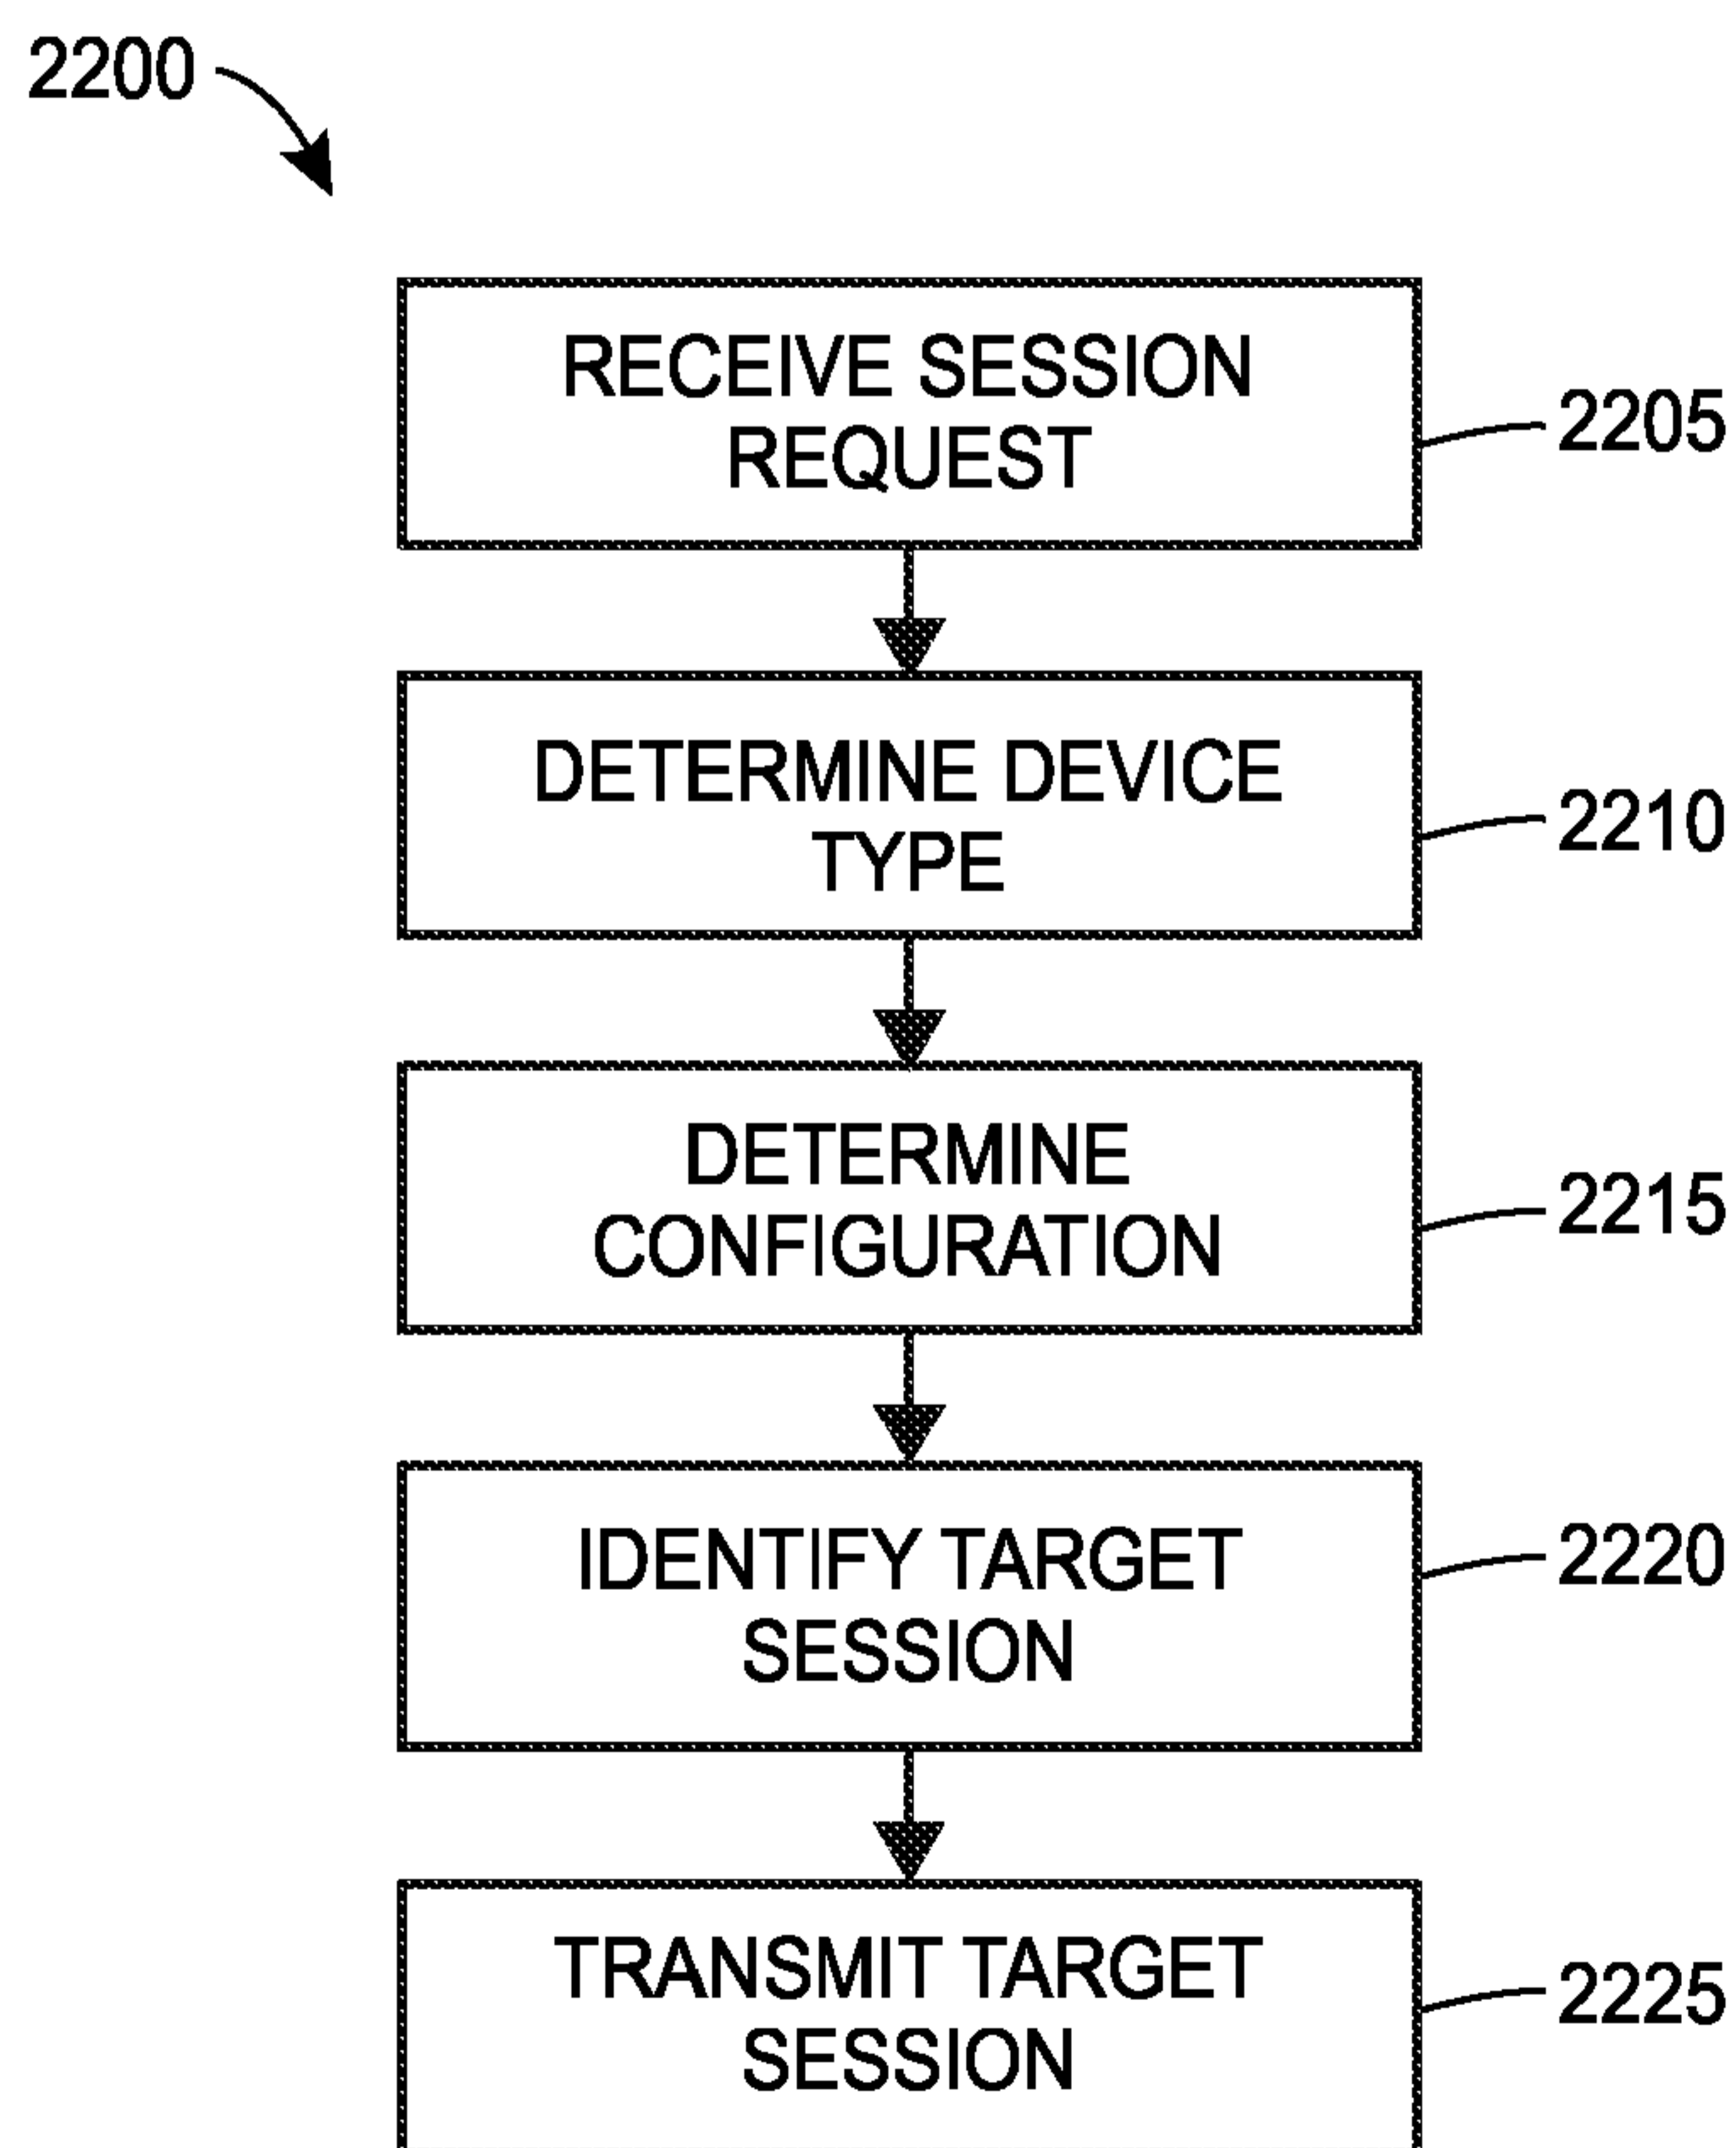 2200
RECEIVE SESSION
REQUEST
2205
DETERMINE DEVICE
TYPE
2210
DETERMINE
CONFIGURATION
2215
IDENTIFY TARGET
SESSION
2220
TRANSMIT TARGET
SESSION
2225